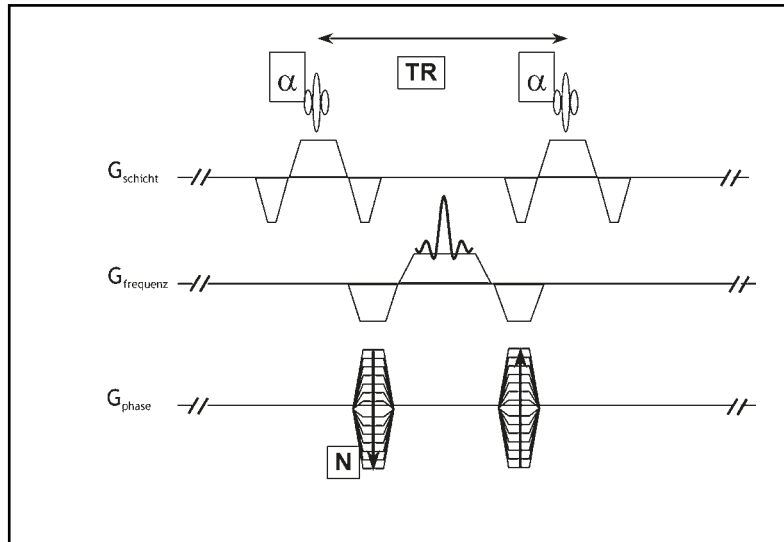 TR
α α
Gschicht
Gfrequenz
Gphase
N